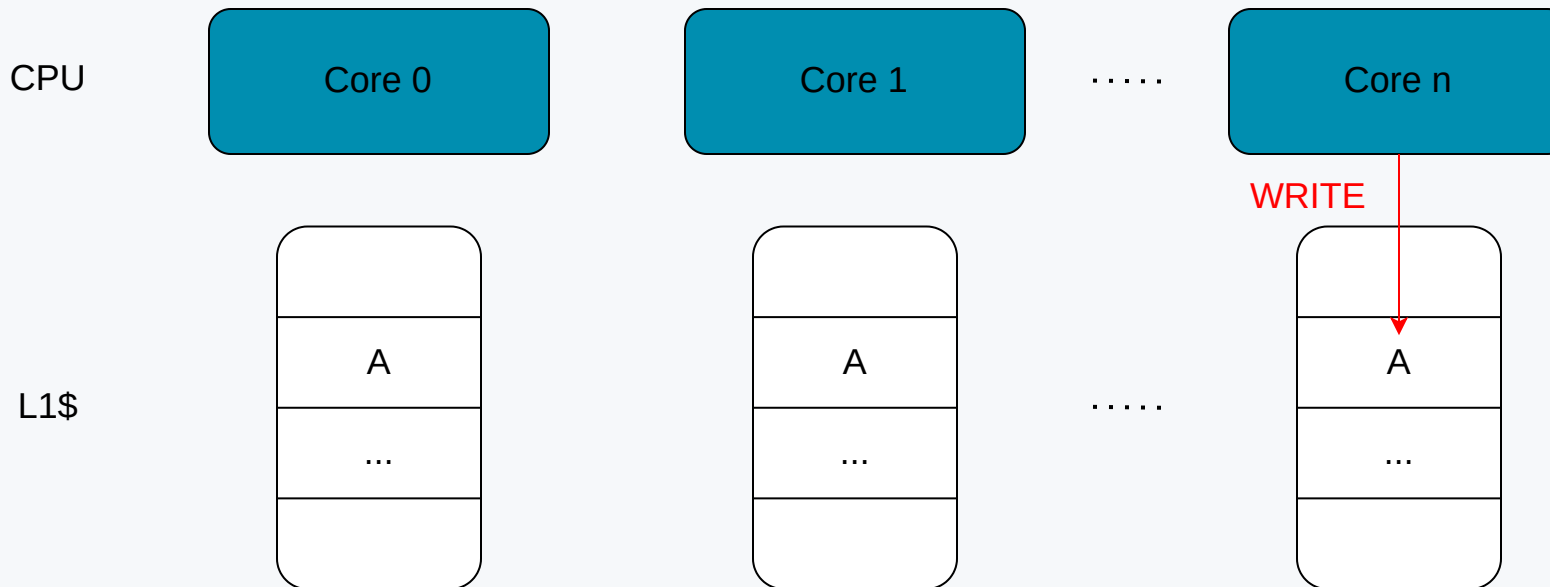 CPU
Core 0
Core 1
.....
Core n
WRITE
L1$
A
A
.....
A
...
...
...